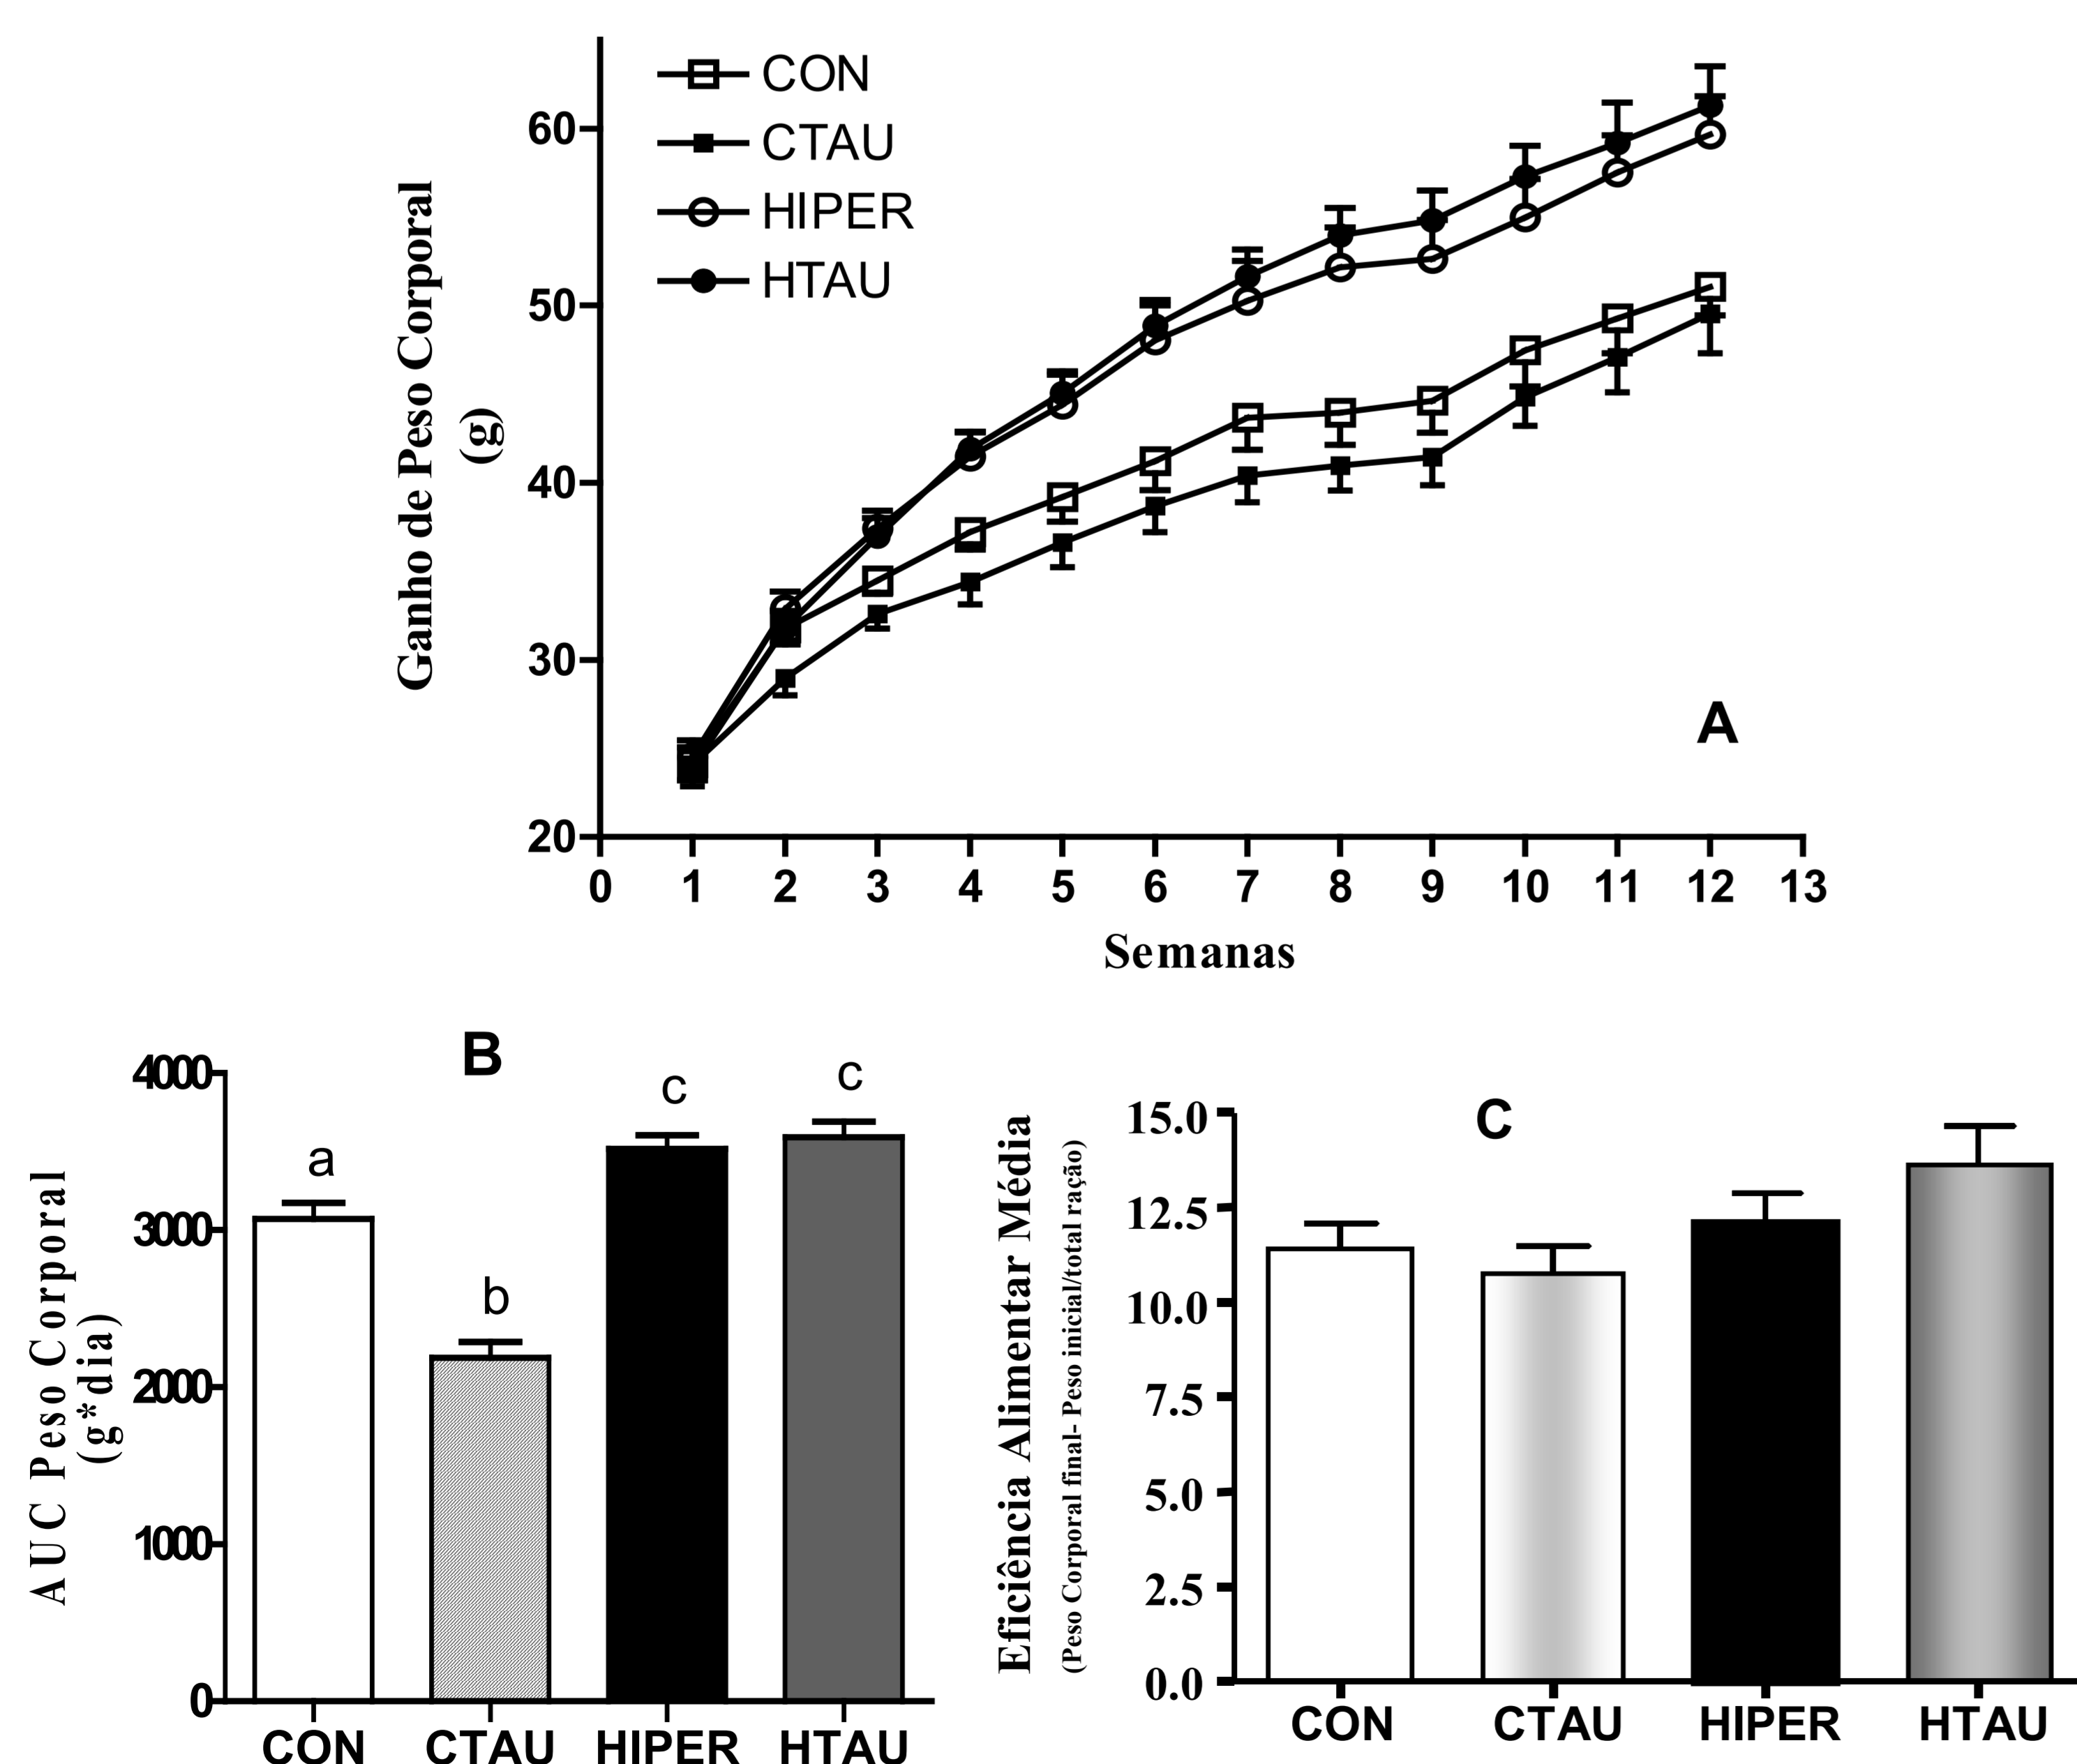 CON
CTAU
HIPER
HTAU
Ganho de Peso Corporal
(g)
60
50
40
30
20
0 1 2 3 4 5 6 7 8 9 10 11 12 13
Semanas
A
B
AUC Peso Corporal
(g*dia)
4000
3000
2000
1000
0
a
b
c
c
CON CTAU HIPER HTAU
C
Eficiência Alimentar Média
(Peso Corporal final- Peso inicial/total ração)
15.0
12.5
10.0
7.5
5.0
2.5
0.0
CON CTAU HIPER HTAU